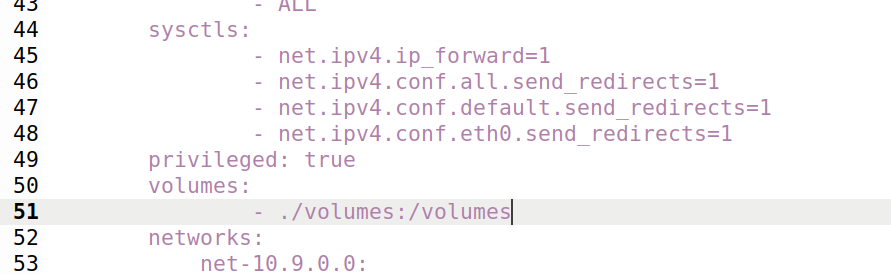 43                 - ALL
44         sysctls:
45                 - net.ipv4.ip_forward=1
46                 - net.ipv4.conf.all.send_redirects=1
47                 - net.ipv4.conf.default.send_redirects=1
48                 - net.ipv4.conf.eth0.send_redirects=1
49         privileged: true
50         volumes:
51                 - ./volumes:/volumes
52         networks:
53             net-10.9.0.0: